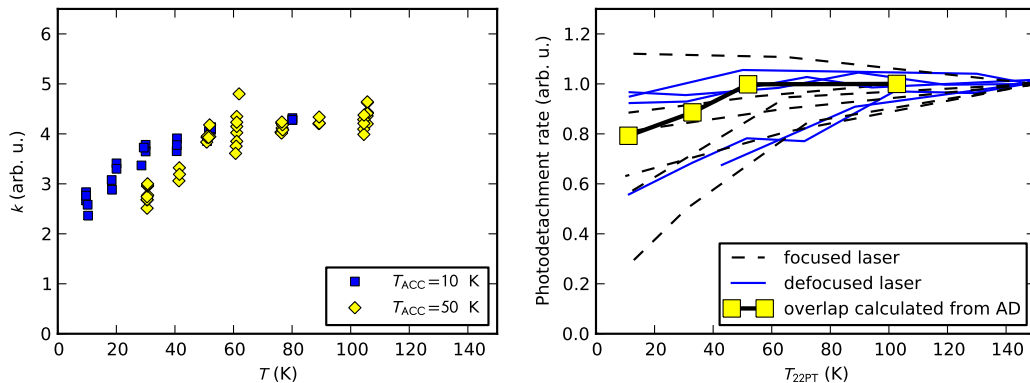 6
5
4
3
2
1
0
k (arb. u.)
0 20 40 60 80 100 120 140
T (K)
T_ACC=10 K
T_ACC=50 K
1.2
1.0
0.8
0.6
0.4
0.2
0.0
Photodetachment rate (arb. u.)
0 20 40 60 80 100 120 140
T_22PT (K)
focused laser
defocused laser
overlap calculated from AD